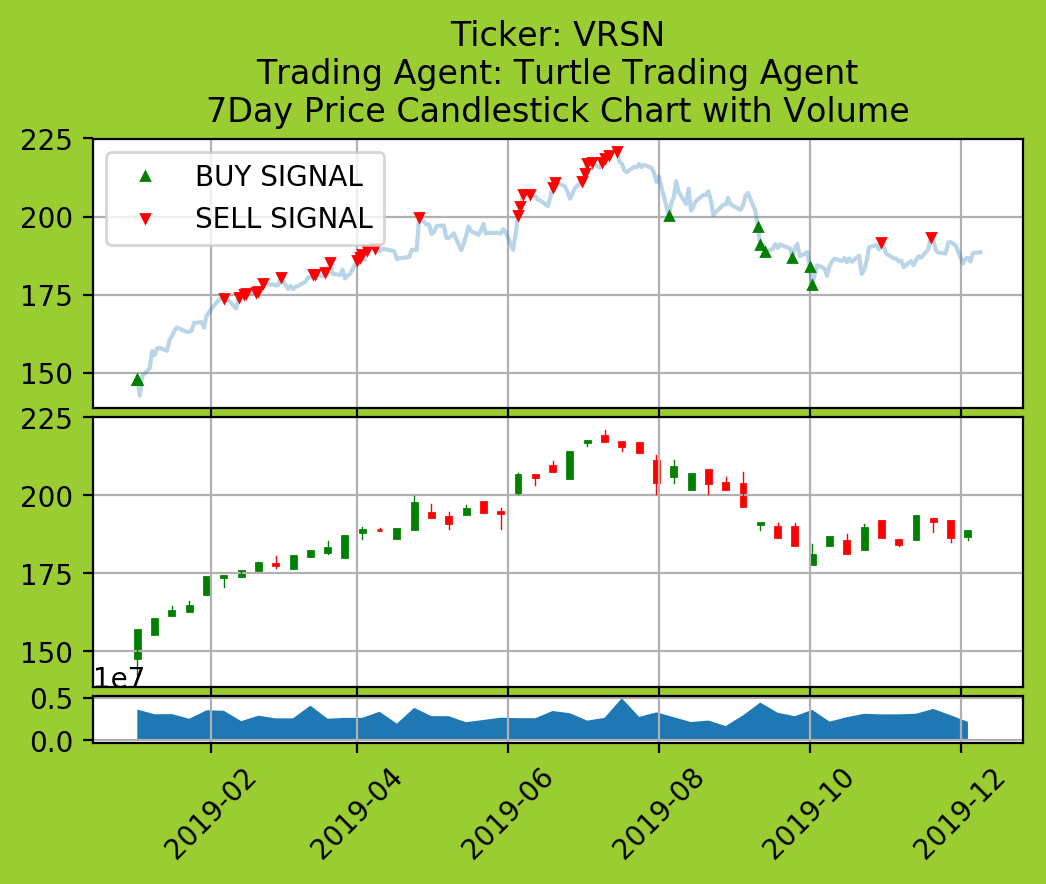 Ticker: VRSN
Trading Agent: Turtle Trading Agent
7Day Price Candlestick Chart with Volume
225
BUY SIGNAL
SELL SIGNAL
200
175
150
225
200
175
150
1e7
0.5
0.0
2019-02
2019-04
2019-06
2019-08
2019-10
2019-12